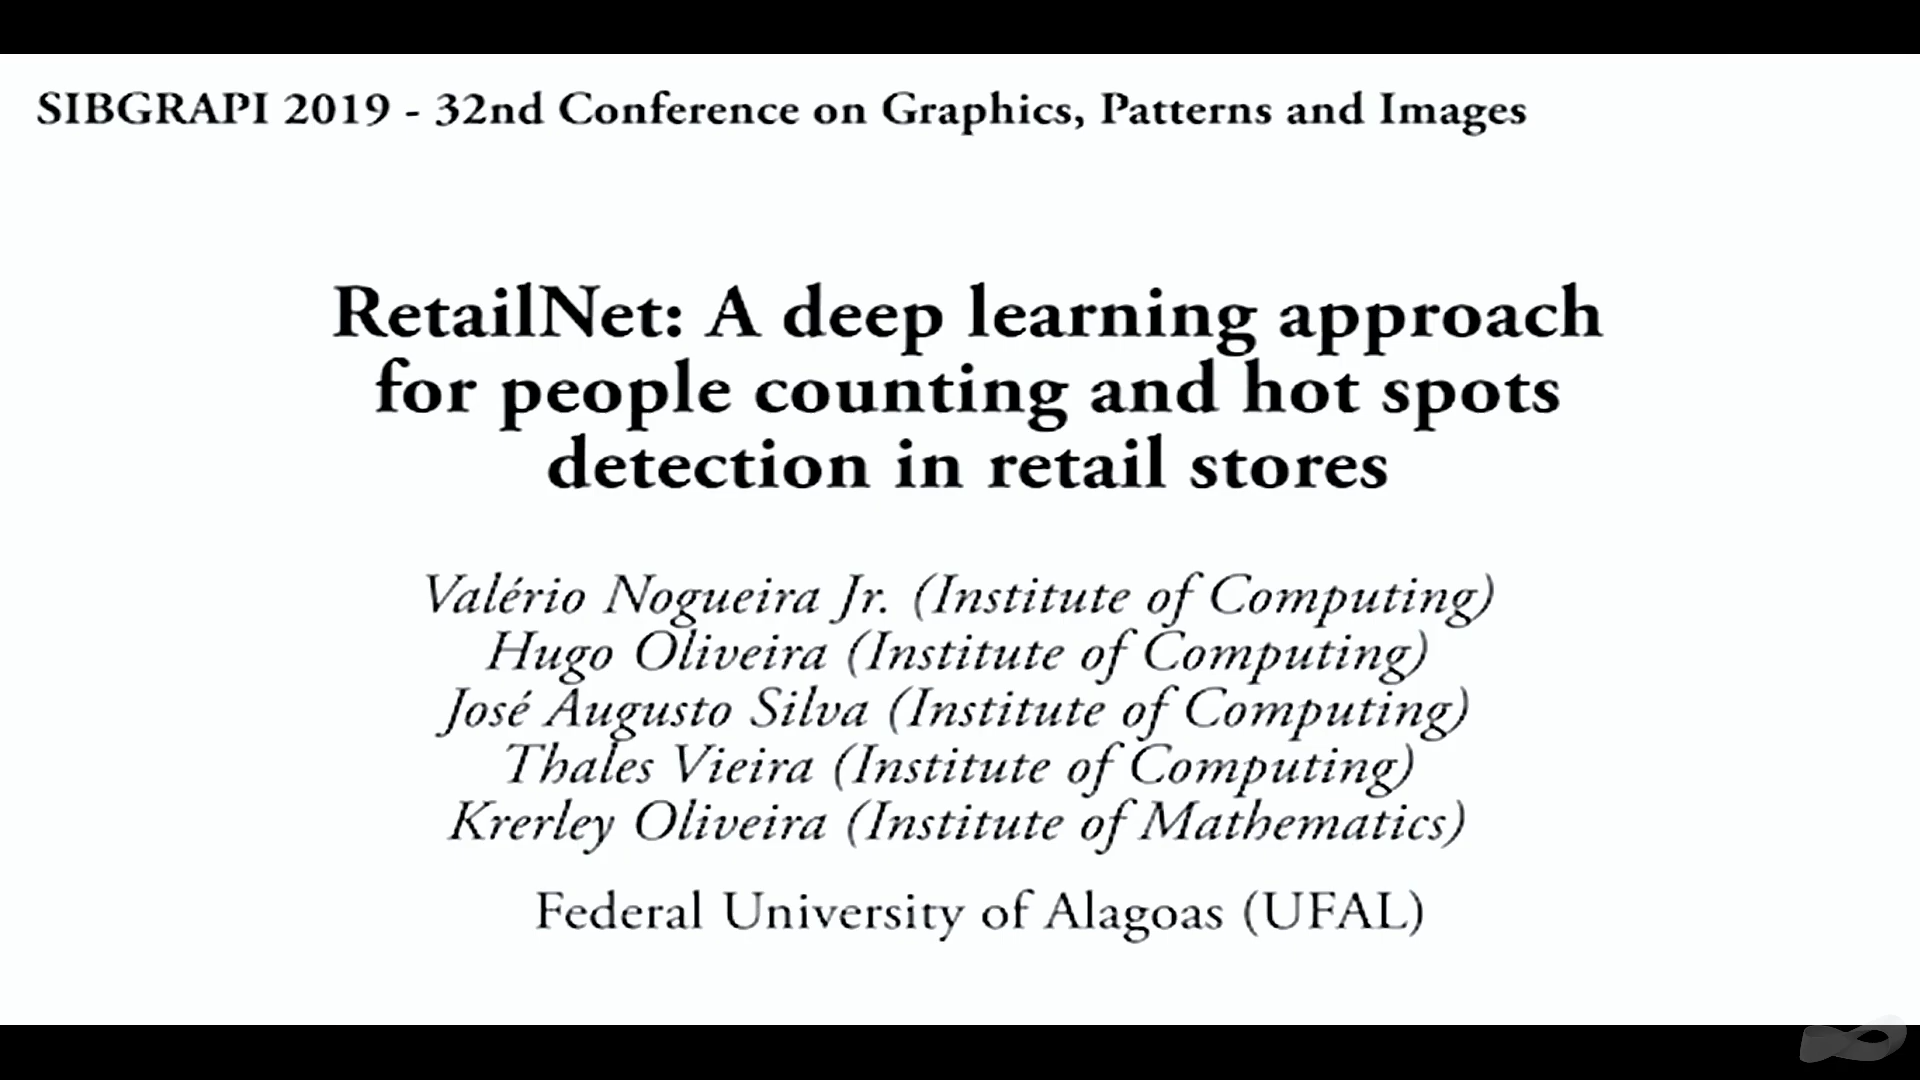 SIBGRAPI 2019 - 32nd Conference on Graphics, Patterns and Images
RetailNet: A deep learning approach
for people counting and hot spots
detection in retail stores
Valério Nogueira Jr. (Institute of Computing)
Hugo Oliveira (Institute of Computing)
José Augusto Silva (Institute of Computing)
Thales Vieira (Institute of Computing)
Krerley Oliveira (Institute of Mathematics)
Federal University of Alagoas (UFAL)